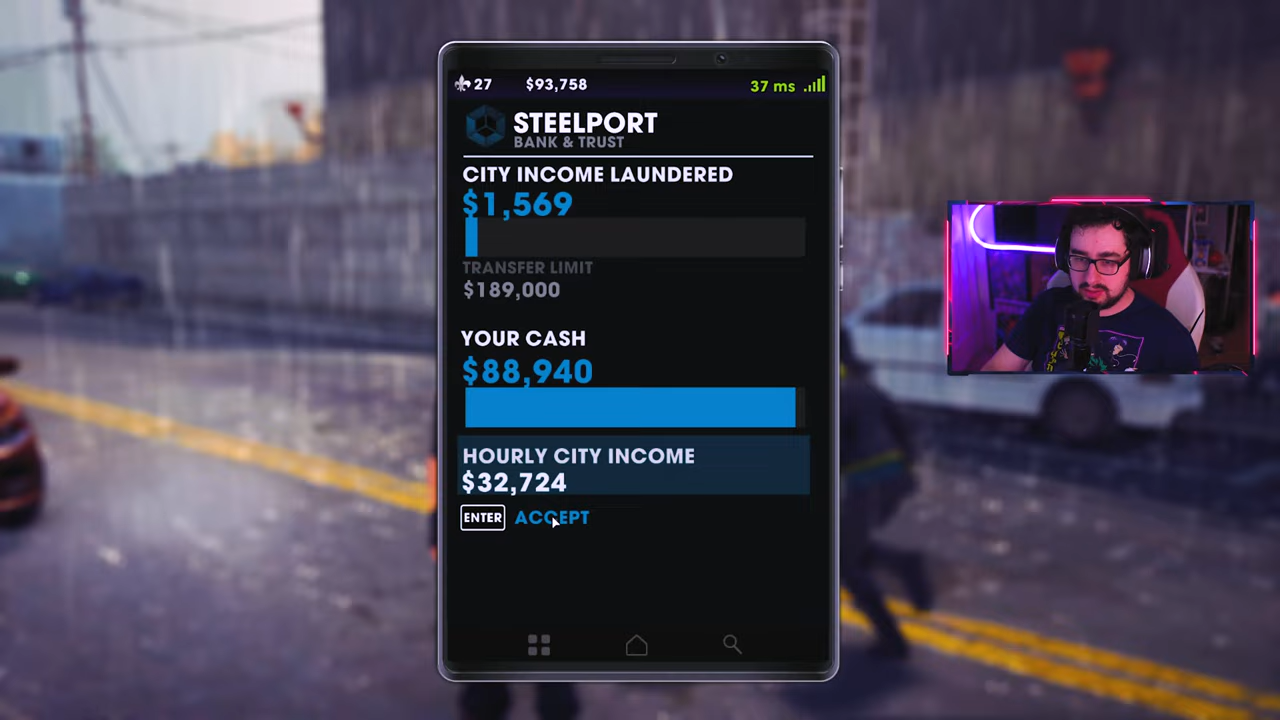 27 $93,758 37 ms
STEELPORT
BANK & TRUST
CITY INCOME LAUNDERED
$1,569
TRANSFER LIMIT
$189,000
YOUR CASH
$88,940
HOURLY CITY INCOME
$32,724
ENTER ACCEPT